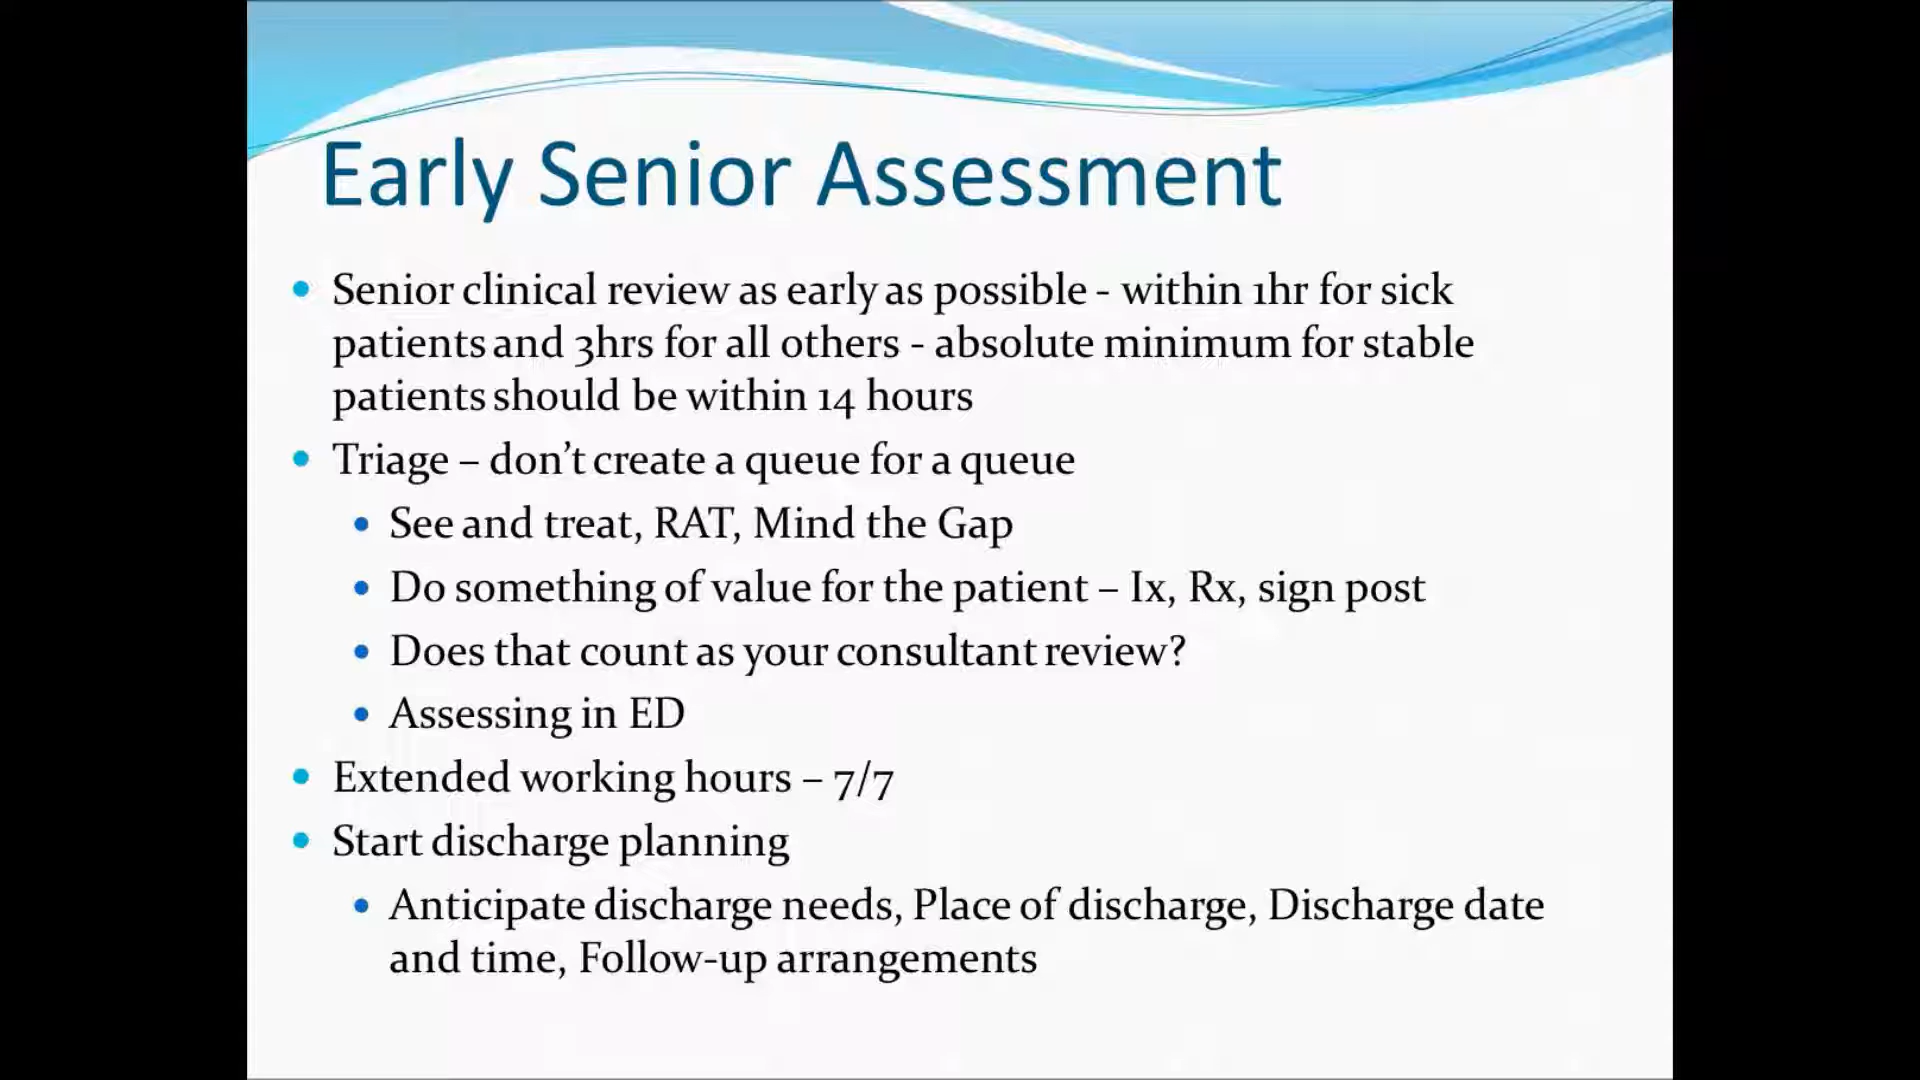 Early Senior Assessment
• Senior clinical review as early as possible - within 1hr for sick
patients and 3hrs for all others - absolute minimum for stable
patients should be within 14 hours
• Triage – don’t create a queue for a queue
• See and treat, RAT, Mind the Gap
• Do something of value for the patient – Ix, Rx, sign post
• Does that count as your consultant review?
• Assessing in ED
• Extended working hours – 7/7
• Start discharge planning
• Anticipate discharge needs, Place of discharge, Discharge date
and time, Follow-up arrangements